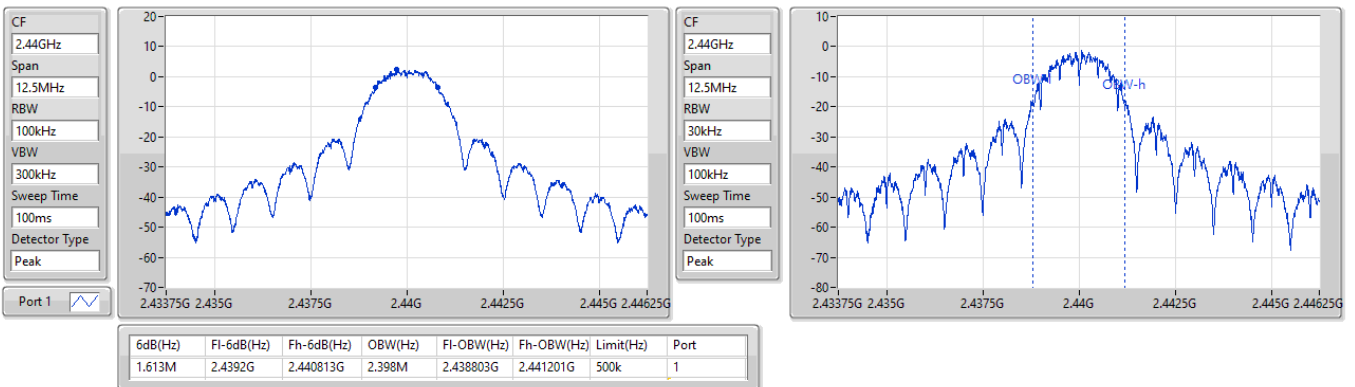 CF
2.44GHz
Span
12.5MHz
RBW
100kHz
VBW
300kHz
Sweep Time
100ms
Detector Type
Peak
Port 1
20
10
0
-10
-20
-30
-40
-50
-60
-70
2.43375G 2.435G 2.4375G 2.44G 2.4425G 2.445G 2.44625G
CF
2.44GHz
Span
12.5MHz
RBW
30kHz
VBW
100kHz
Sweep Time
100ms
Detector Type
Peak
10
0
-10
-20
-30
-40
-50
-60
-70
-80
OBW-h
2.43375G 2.435G 2.4375G 2.44G 2.4425G 2.445G 2.44625G
6dB(Hz) Fl-6dB(Hz) Fh-6dB(Hz) OBW(Hz) Fl-OBW(Hz) Fh-OBW(Hz) Limit(Hz) Port
1.613M 2.4392G 2.440813G 2.398M 2.438803G 2.441201G 500k 1